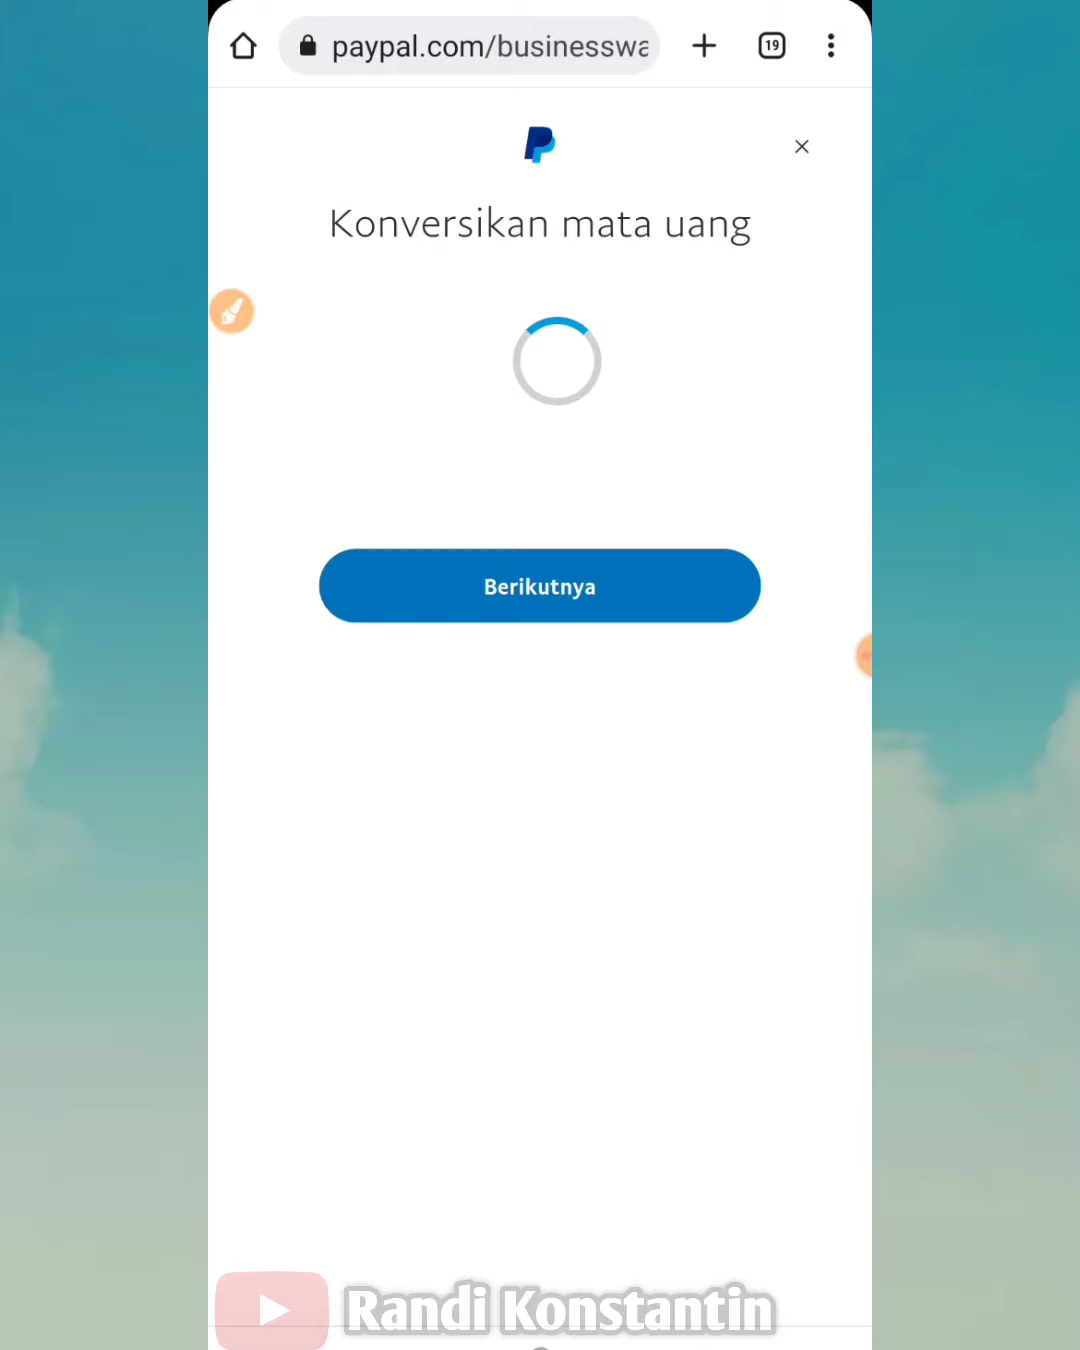 paypal.com/businesswa
19
Konversikan mata uang
Berikutnya
Randi Konstantin